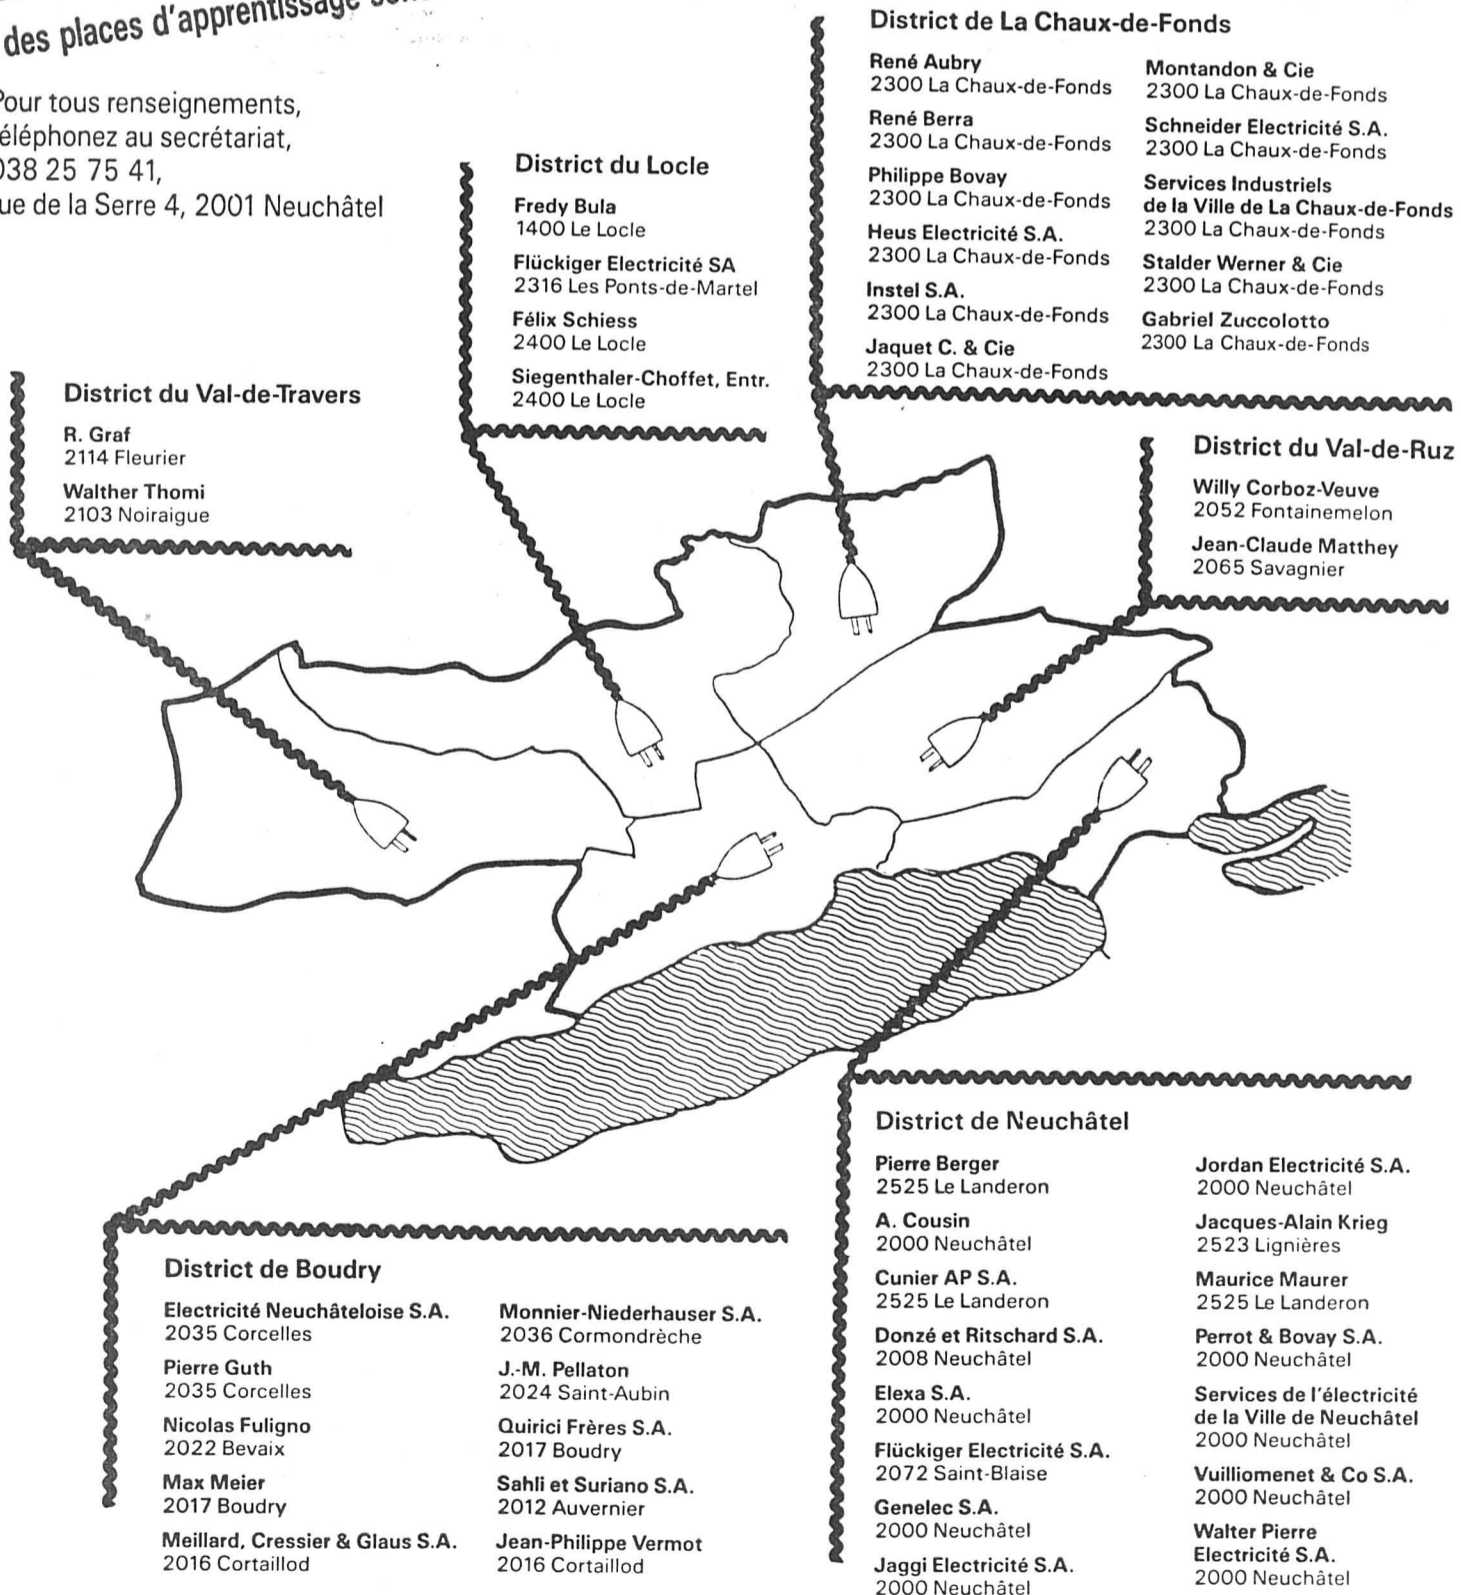 des places d'apprentissage
Pour tous renseignements,
téléphonez au secrétariat,
038 25 75 41,
rue de la Serre 4, 2001 Neuchâtel
District du Val-de-Travers
R. Graf
2114 Fleurier
Walther Thomi
2103 Noiraigue
District du Locle
Fredy Bula
1400 Le Locle
Flückiger Electricité SA
2316 Les Ponts-de-Martel
Félix Schiess
2400 Le Locle
Siegenthaler-Choffet, Entr.
2400 Le Locle
District de La Chaux-de-Fonds
René Aubry
2300 La Chaux-de-Fonds
René Berra
2300 La Chaux-de-Fonds
Philippe Bovay
2300 La Chaux-de-Fonds
Heus Electricité S.A.
2300 La Chaux-de-Fonds
Instel S.A.
2300 La Chaux-de-Fonds
Jaquet C. & Cie
2300 La Chaux-de-Fonds
Montandon & Cie
2300 La Chaux-de-Fonds
Schneider Electricité S.A.
2300 La Chaux-de-Fonds
Services Industriels
de la Ville de La Chaux-de-Fonds
2300 La Chaux-de-Fonds
Stalder Werner & Cie
2300 La Chaux-de-Fonds
Gabriel Zuccolotto
2300 La Chaux-de-Fonds
District du Val-de-Ruz
Willy Corboz-Veuve
2052 Fontainemelon
Jean-Claude Matthey
2065 Savagnier
District de Boudry
Electricité Neuchâteloise S.A.
2035 Corcelles
Pierre Guth
2035 Corcelles
Nicolas Fuligno
2022 Bevaix
Max Meier
2017 Boudry
Meillard, Cressier & Glaus S.A.
2016 Cortaillod
Monnier-Niederhauser S.A.
2036 Cormondrèche
J.-M. Pellaton
2024 Saint-Aubin
Quirici Frères S.A.
2017 Boudry
Sahli et Suriano S.A.
2012 Auvernier
Jean-Philippe Vermot
2016 Cortaillod
District de Neuchâtel
Pierre Berger
2525 Le Landeron
A. Cousin
2000 Neuchâtel
Cunier AP S.A.
2525 Le Landeron
Donzé et Ritschard S.A.
2008 Neuchâtel
Elexa S.A.
2000 Neuchâtel
Flückiger Electricité S.A.
2072 Saint-Blaise
Genelec S.A.
2000 Neuchâtel
Jaggi Electricité S.A.
2000 Neuchâtel
Jordan Electricité S.A.
2000 Neuchâtel
Jacques-Alain Krieg
2523 Lignières
Maurice Maurer
2525 Le Landeron
Perrot & Bovay S.A.
2000 Neuchâtel
Services de l'électricité
de la Ville de Neuchâtel
2000 Neuchâtel
Vuilliomenet & Co S.A.
2000 Neuchâtel
Walter Pierre
Electricité S.A.
2000 Neuchâtel